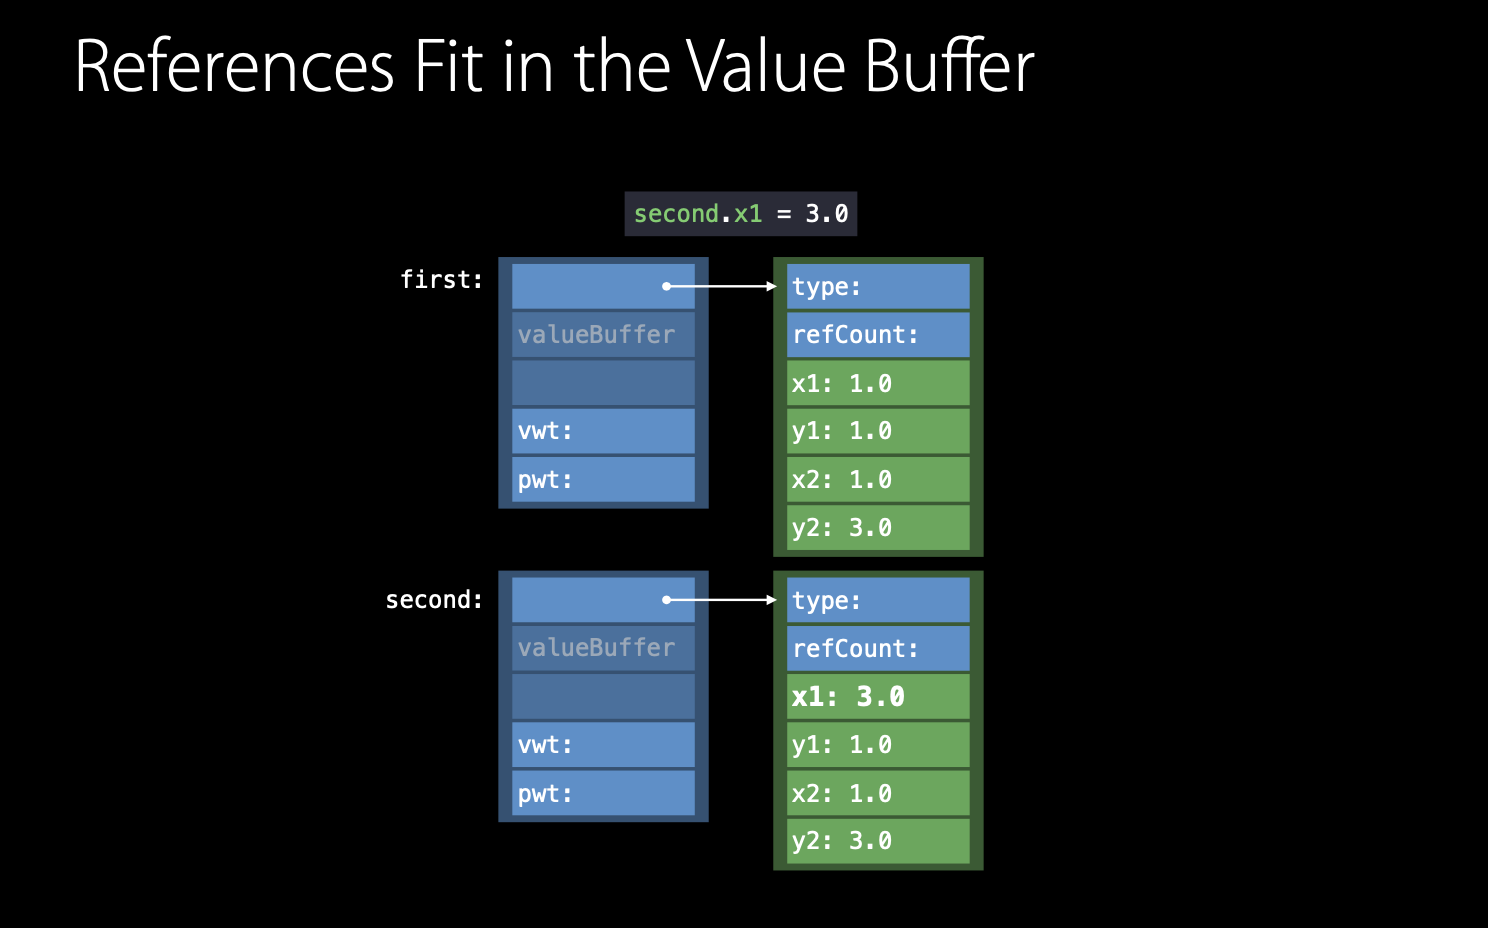 References Fit in the Value Buffer
second.x1 = 3.0
first:
valueBuffer
vwt:
pwt:
type:
refCount:
x1: 1.0
y1: 1.0
x2: 1.0
y2: 3.0
second:
valueBuffer
vwt:
pwt:
type:
refCount:
x1: 3.0
y1: 1.0
x2: 1.0
y2: 3.0